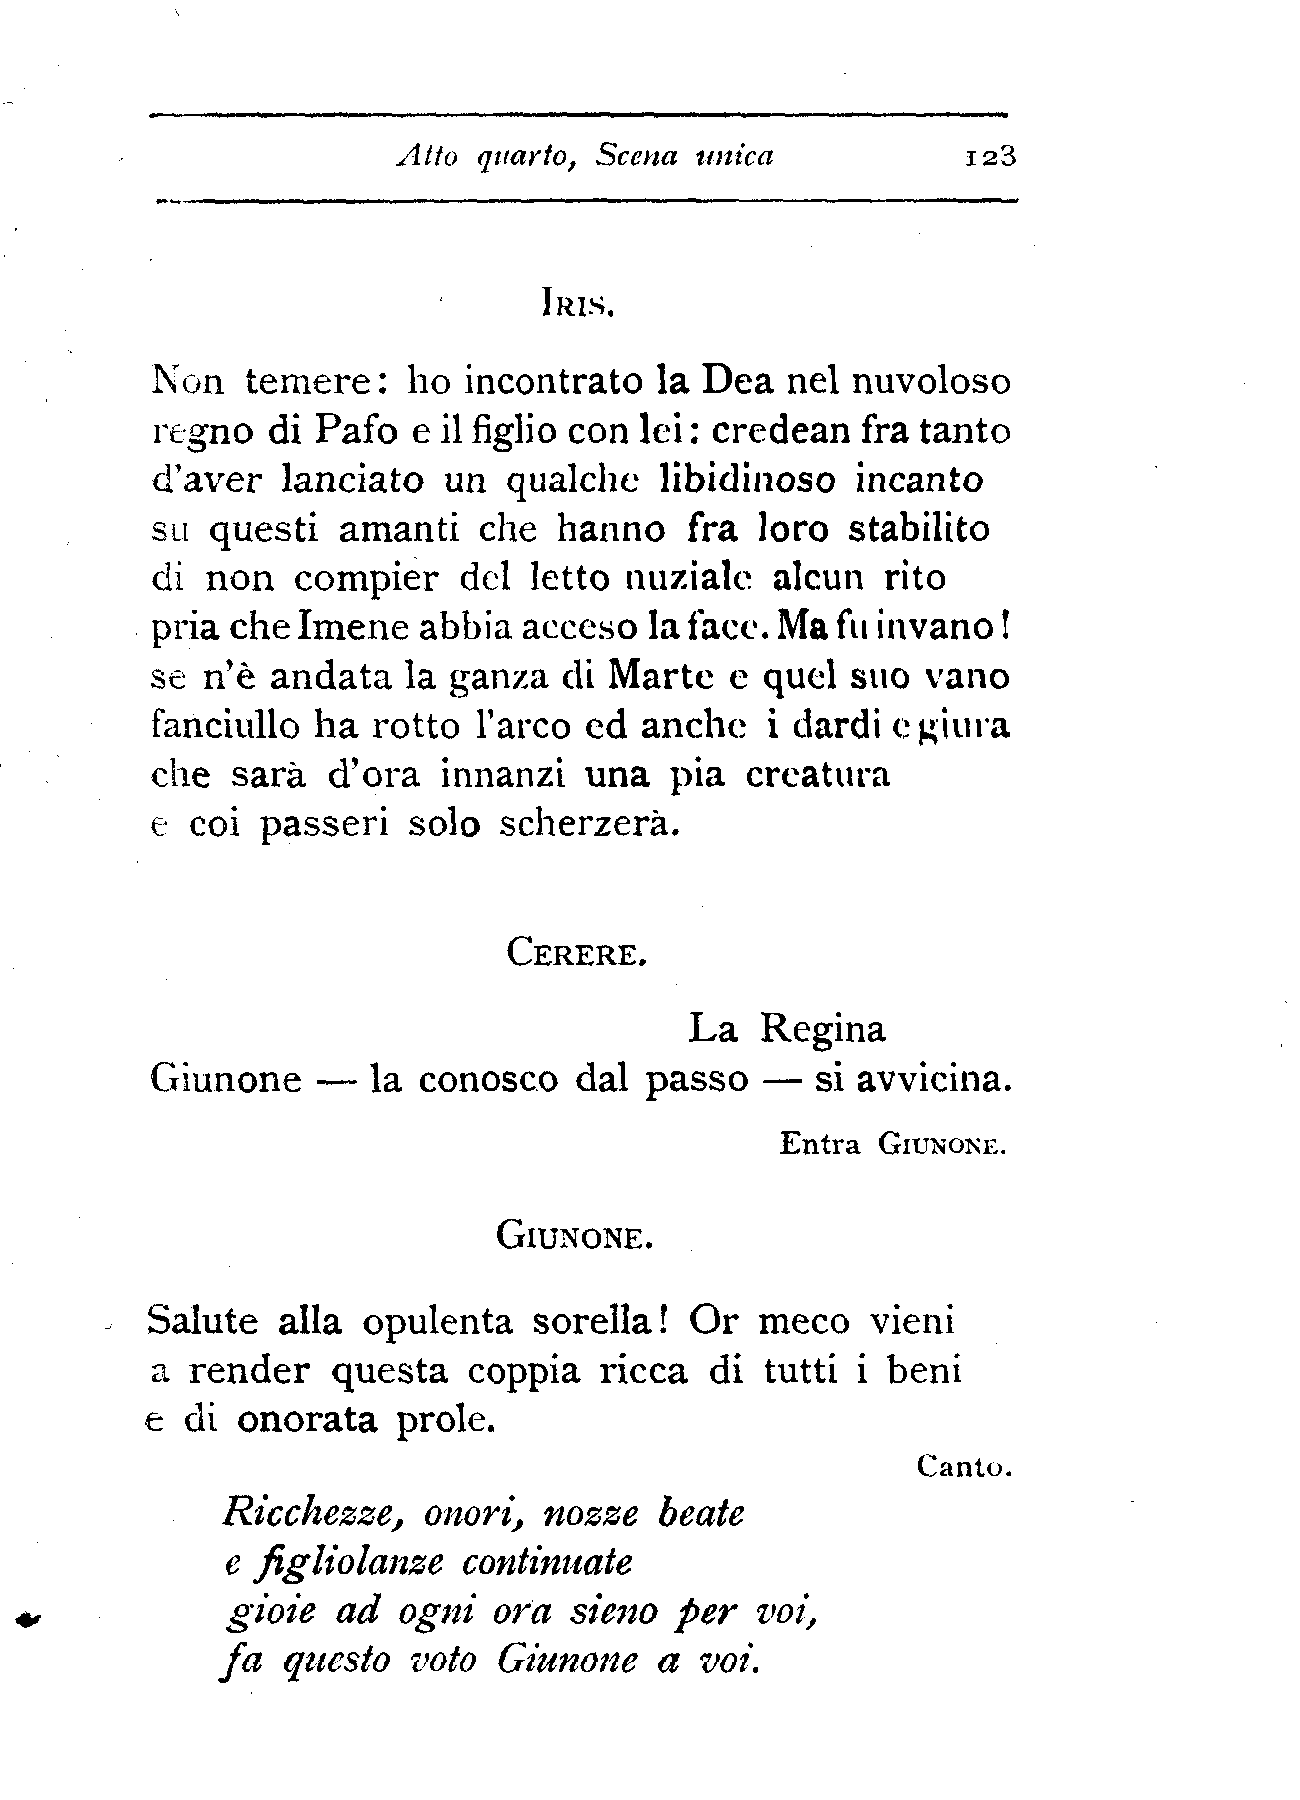 Atto quarto, Scena unica 123
IRIS.
Non temere: ho incontrato la Dea nel nuvoloso
regno di Pafo e il figlio con lei: credean fra tanto
d'aver lanciato un qualche libidinoso incanto
su questi amanti che hanno fra loro stabilito
di non compièr del letto nuziale alcun rito
pria che Imene abbia acceso la face. Ma fu invano!
se n'è andata la ganza di Marte e quel suo vano
fanciullo ha rotto l'arco ed anche i dardi e giura
che sarà d'ora innanzi una pia creatura
e coi passeri solo scherzerà.
CERERE.
La Regina
Giunone — la conosco dal passo — si avvicina.
Entra GIUNONE.
GIUNONE.
Salute alla opulenta sorella! Or meco vieni
a render questa coppia ricca di tutti i beni
e di onorata prole.
Canto.
Ricchezze, onori, nozze beate
e figliolanze continuate
gioie ad ogni ora sieno per voi,
fa questo voto Giunone a voi.